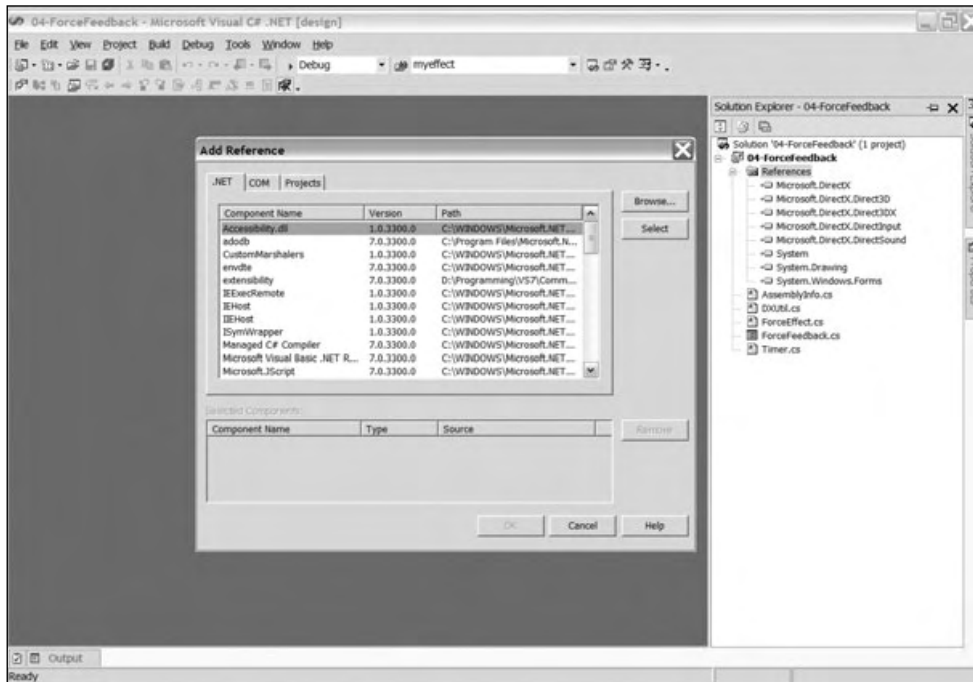 04-ForceFeedback - Microsoft Visual C# .NET [design]
File Edit View Project Build Debug Tools Window Help
Debug myeffect
Solution Explorer - 04-ForceFeedback
Solution '04-ForceFeedback' (1 project)
04-ForceFeedback
References
Microsoft.DirectX
Microsoft.DirectX.Direct3D
Microsoft.DirectX.Direct3DX
Microsoft.DirectX.DirectInput
Microsoft.DirectX.DirectSound
System
System.Drawing
System.Windows.Forms
AssemblyInfo.cs
DXUtil.cs
ForceEffect.cs
ForceFeedback.cs
Timer.cs
Add Reference
.NET COM Projects
Component Name Version Path
Accessibility.dll 1.0.3300.0 C:\WINDOWS\Microsoft.NET\...
adodb 7.0.3300.0 C:\Program Files\Microsoft.N...
CustomMarshalers 1.0.3300.0 C:\WINDOWS\Microsoft.NET\...
envdte 7.0.3300.0 C:\WINDOWS\Microsoft.NET\...
extensibility 7.0.3300.0 D:\Programming\VS7\Comm...
IEExecRemote 1.0.3300.0 C:\WINDOWS\Microsoft.NET\...
IEHost 1.0.3300.0 C:\WINDOWS\Microsoft.NET\...
IIEHost 1.0.3300.0 C:\WINDOWS\Microsoft.NET\...
ISymWrapper 1.0.3300.0 C:\WINDOWS\Microsoft.NET\...
Managed C# Compiler 7.0.3300.0 C:\WINDOWS\Microsoft.NET\...
Microsoft Visual Basic .NET R... 7.0.3300.0 C:\WINDOWS\Microsoft.NET\...
Microsoft.JScript 7.0.3300.0 C:\WINDOWS\Microsoft.NET\...
Browse...
Select
Selected Components:
Component Name Type Source
Remove
OK Cancel Help
Output
Ready